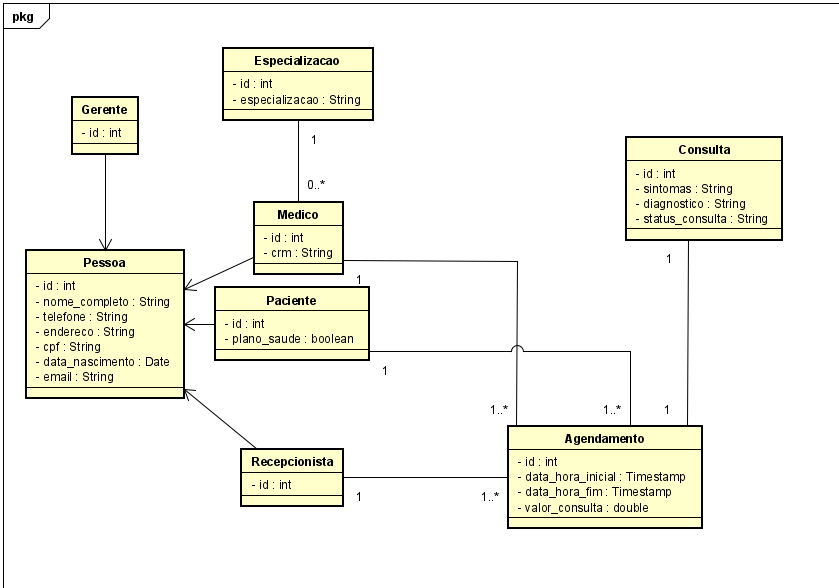 pkg
Especializacao
- id : int
- especializacao : String
Gerente
- id : int
1
0..*
Consulta
- id : int
- sintomas : String
- diagnostico : String
- status_consulta : String
Medico
- id : int
- crm : String
1
1
Pessoa
- id : int
- nome_completo : String
- telefone : String
- endereco : String
- cpf : String
- data_nascimento : Date
- email : String
Paciente
- id : int
- plano_saude : boolean
1
1..*
1..*
1
Agendamento
- id : int
- data_hora_inicial : Timestamp
- data_hora_fim : Timestamp
- valor_consulta : double
Recepcionista
- id : int
1
1..*